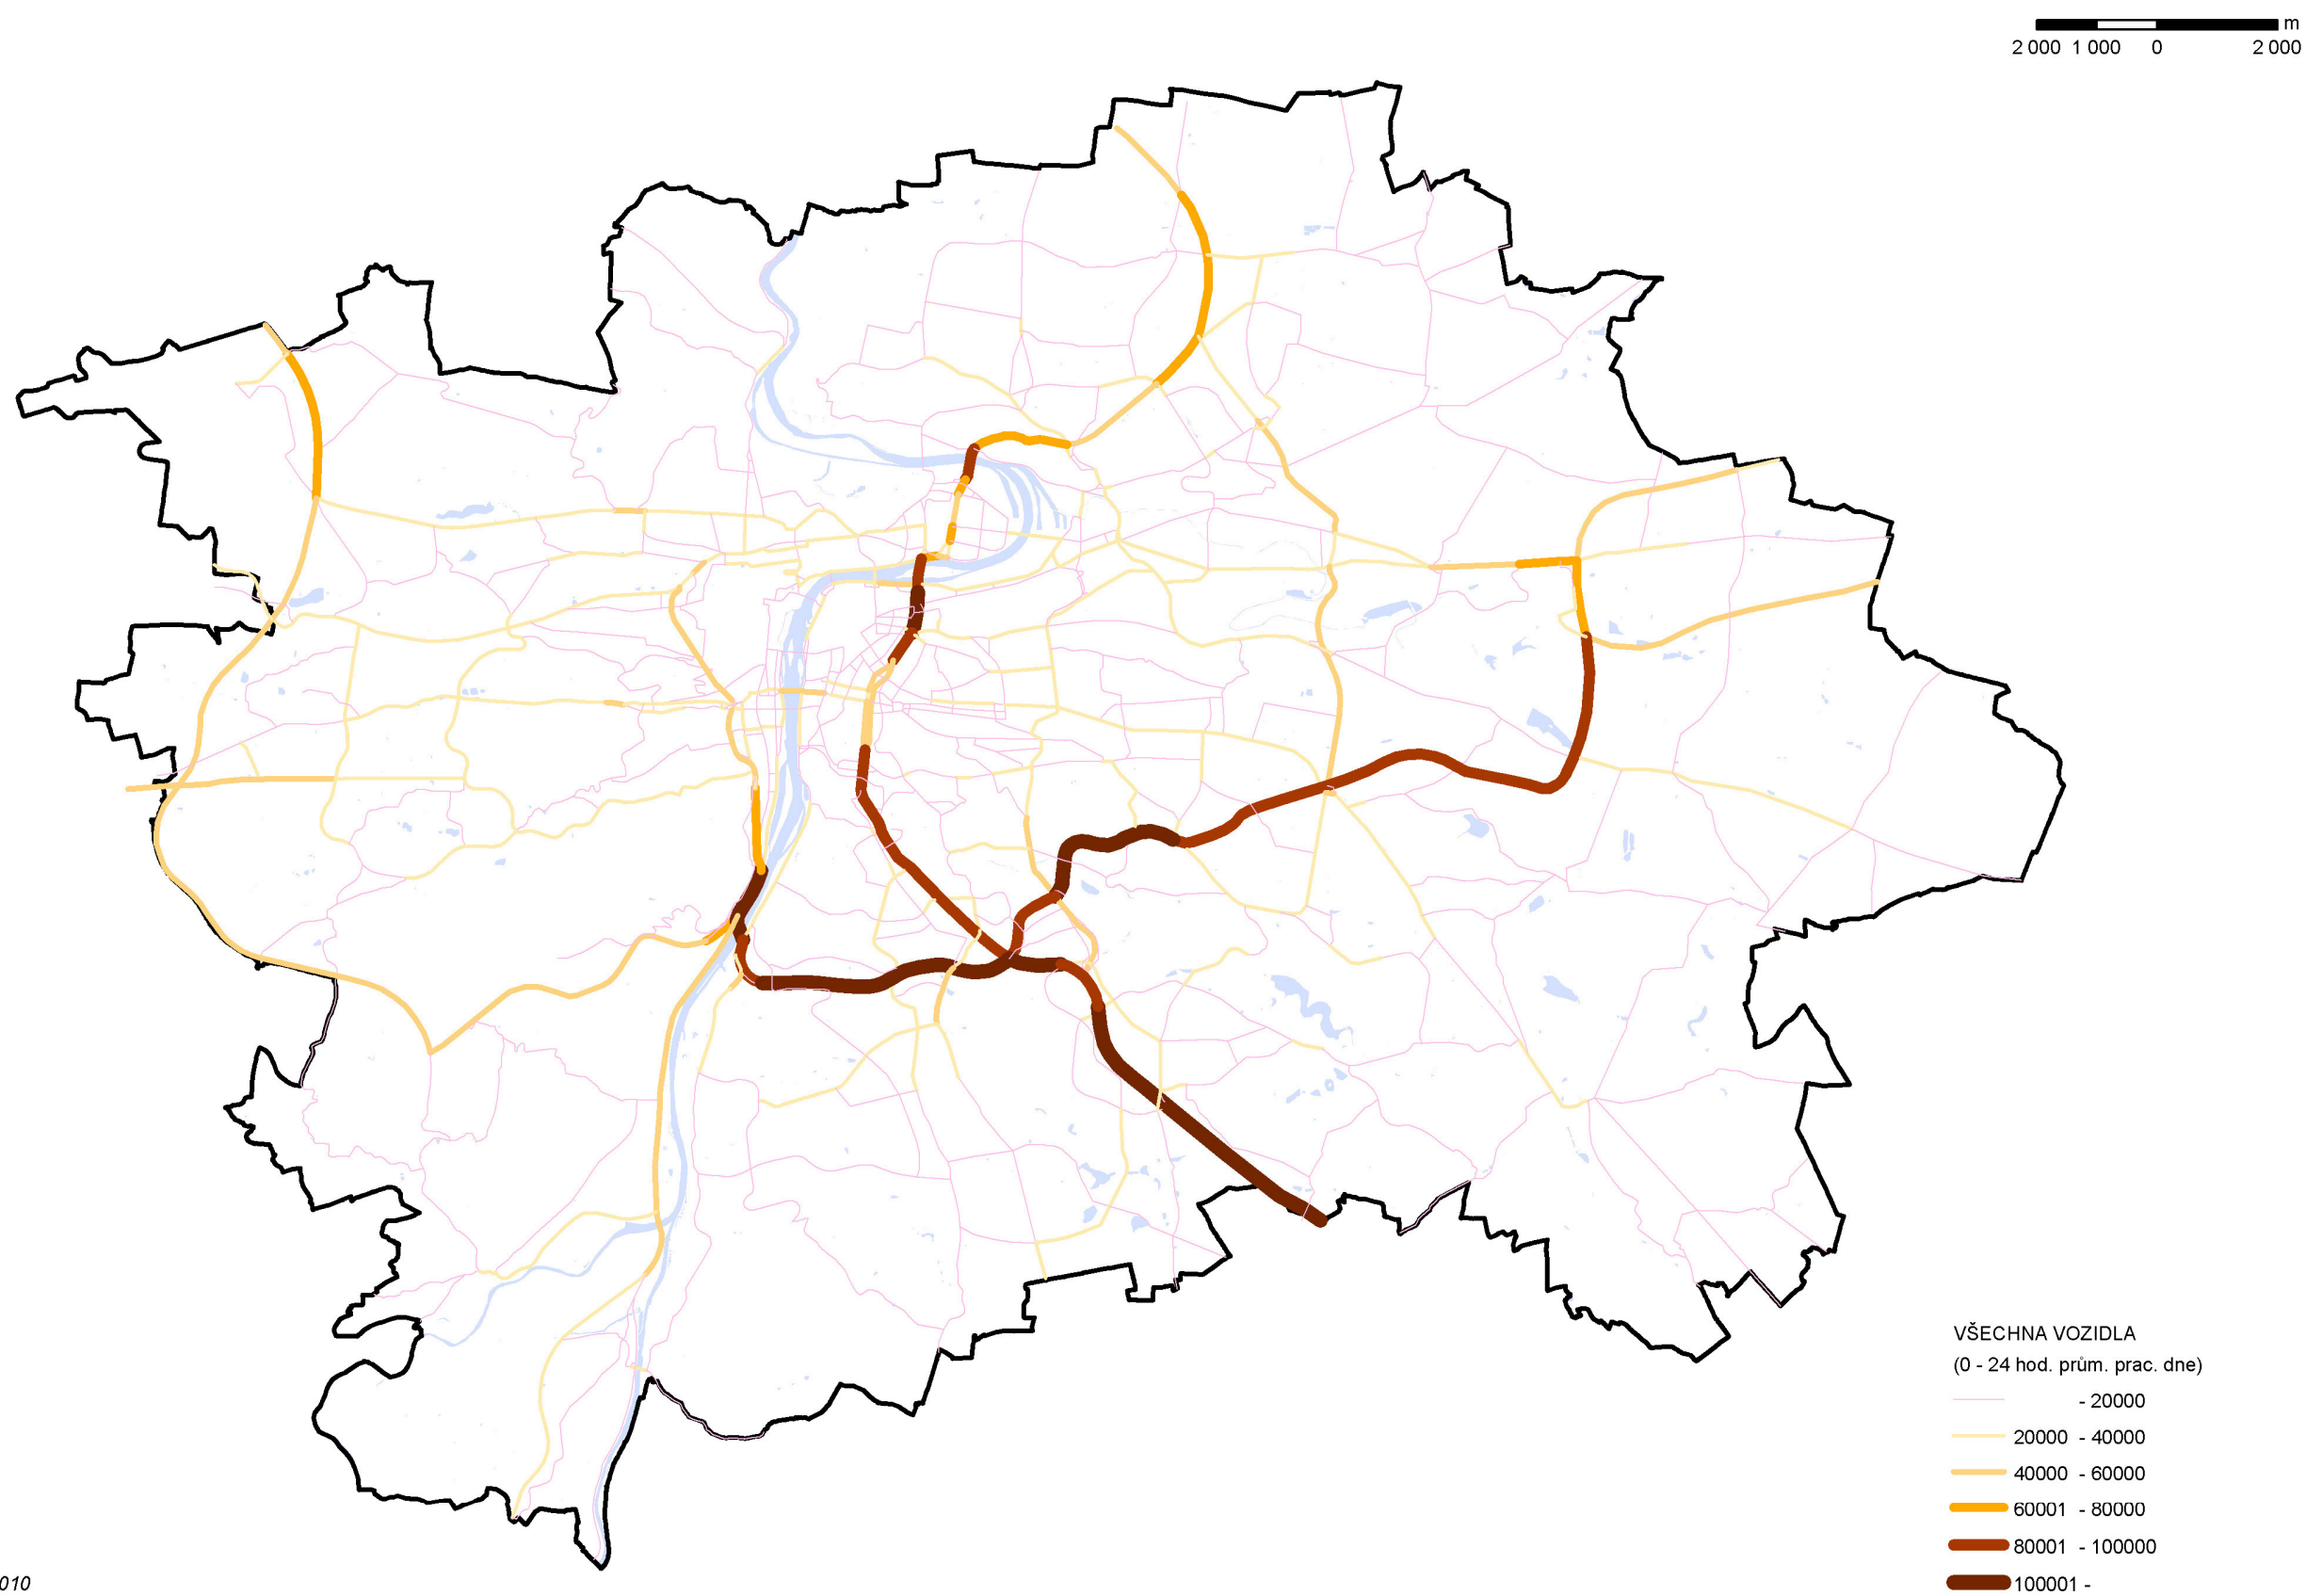 m
2 000 1 000 0 2 000
VŠECHNA VOZIDLA
(0 - 24 hod. prům. prac. dne)
- 20000
20000 - 40000
40000 - 60000
60001 - 80000
80001 - 100000
100001 -
010